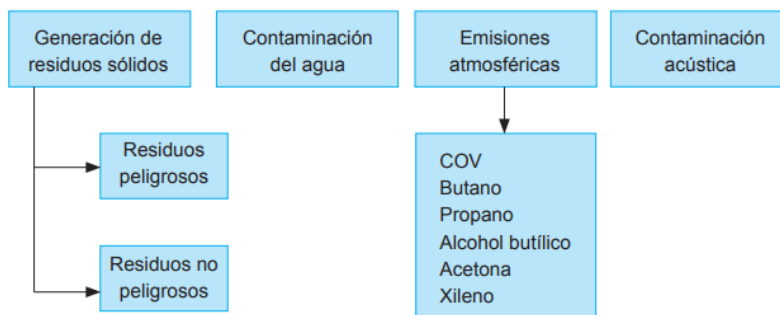 Generación de
residuos sólidos
Contaminación
del agua
Emisiones
atmosféricas
Contaminación
acústica
Residuos
peligrosos
Residuos no
peligrosos
COV
Butano
Propano
Alcohol butílico
Acetona
Xileno